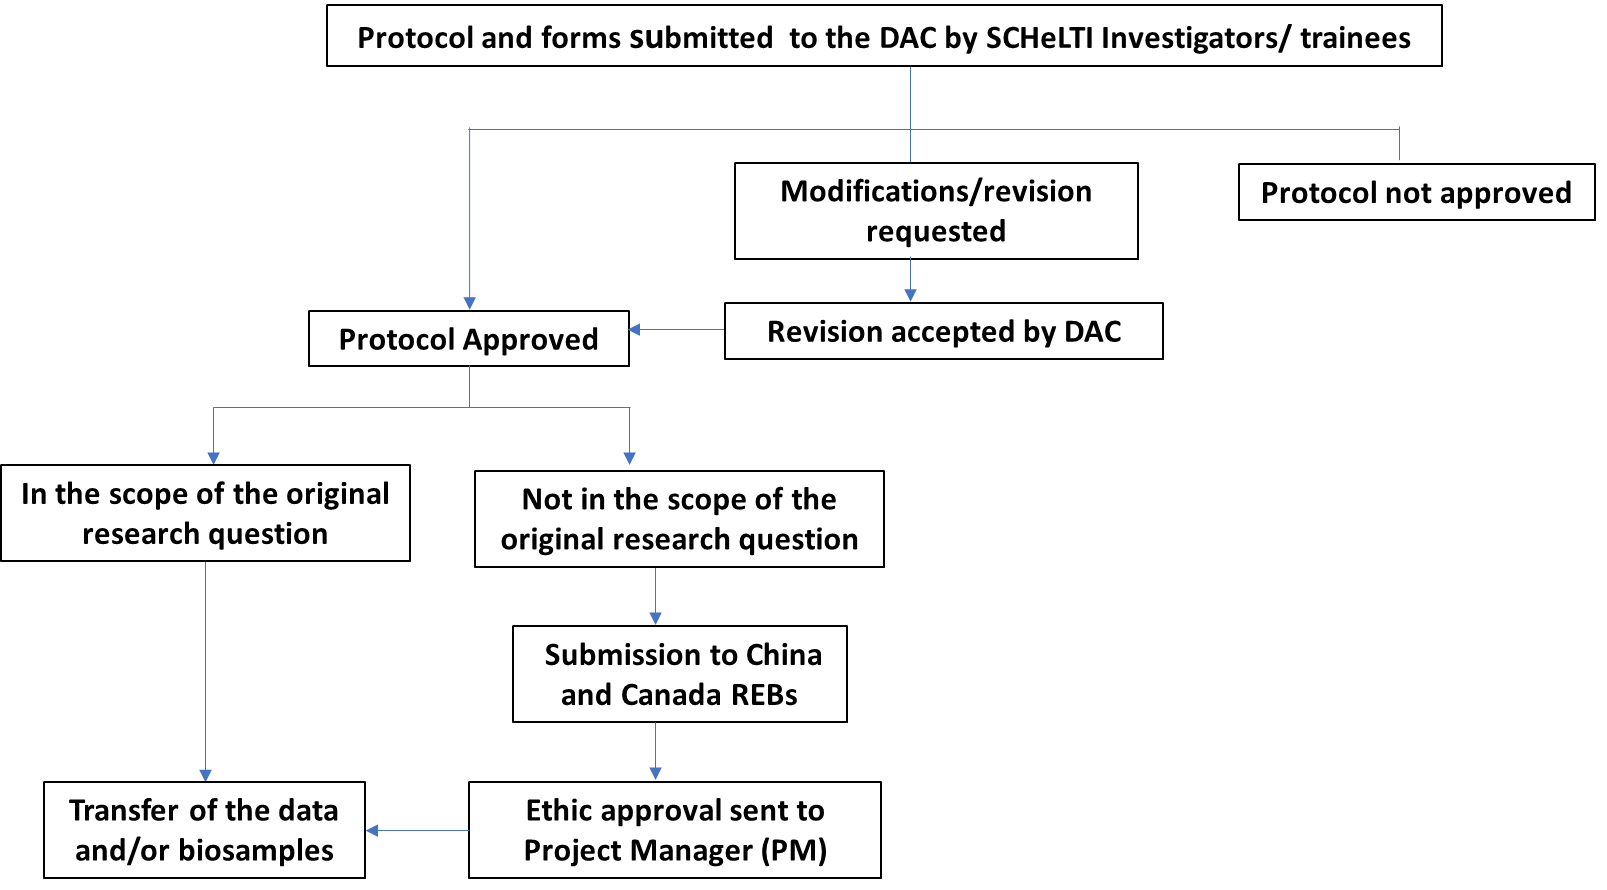 Protocol and forms submitted to the DAC by SCHeLTI Investigators/ trainees
Modifications/revision
requested
Protocol not approved
Protocol Approved
Revision accepted by DAC
In the scope of the original
research question
Not in the scope of the
original research question
Submission to China
and Canada REBs
Transfer of the data
and/or biosamples
Ethic approval sent to
Project Manager (PM)